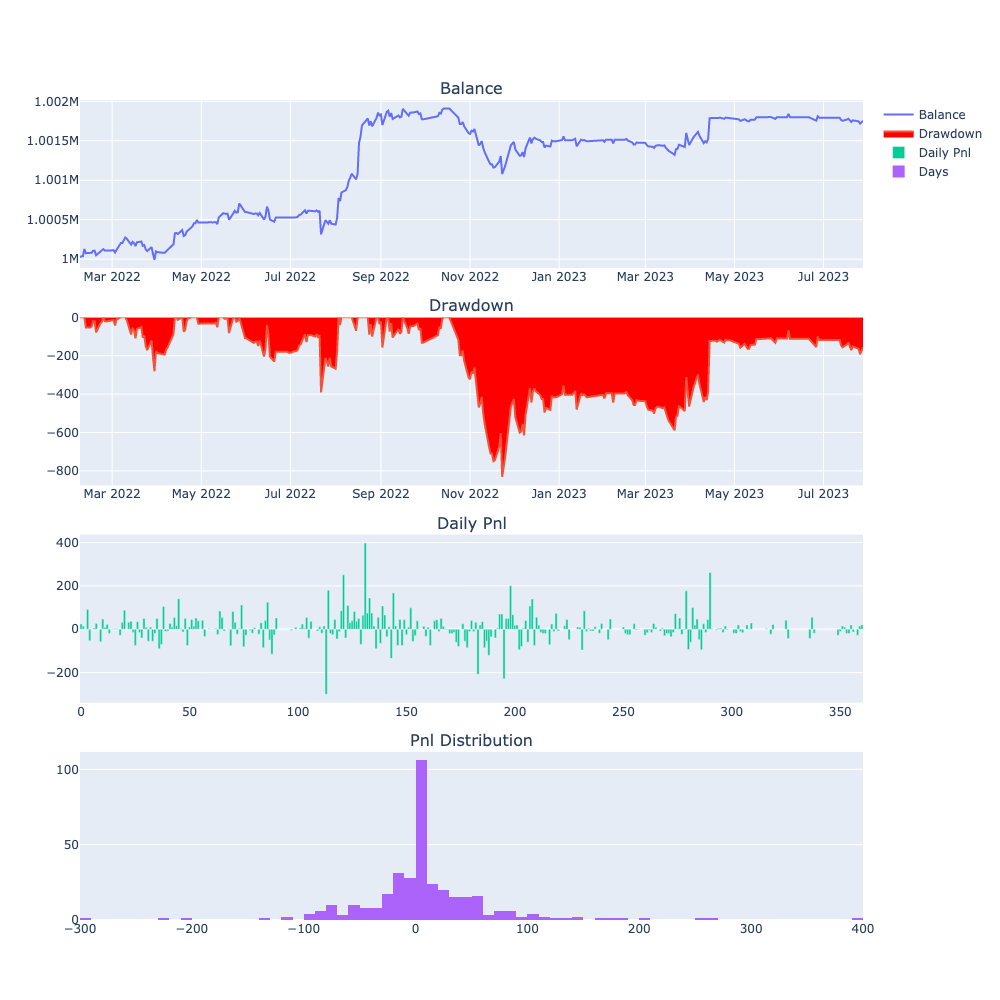 Balance
1.002M
1.0015M
1.001M
1.0005M
1M
Mar 2022 May 2022 Jul 2022 Sep 2022 Nov 2022 Jan 2023 Mar 2023 May 2023 Jul 2023
Balance
Drawdown
Daily Pnl
Days
Drawdown
0
−200
−400
−600
−800
Mar 2022 May 2022 Jul 2022 Sep 2022 Nov 2022 Jan 2023 Mar 2023 May 2023 Jul 2023
Daily Pnl
400
200
0
−200
0 50 100 150 200 250 300 350
Pnl Distribution
100
50
0
−300 −200 −100 0 100 200 300 400